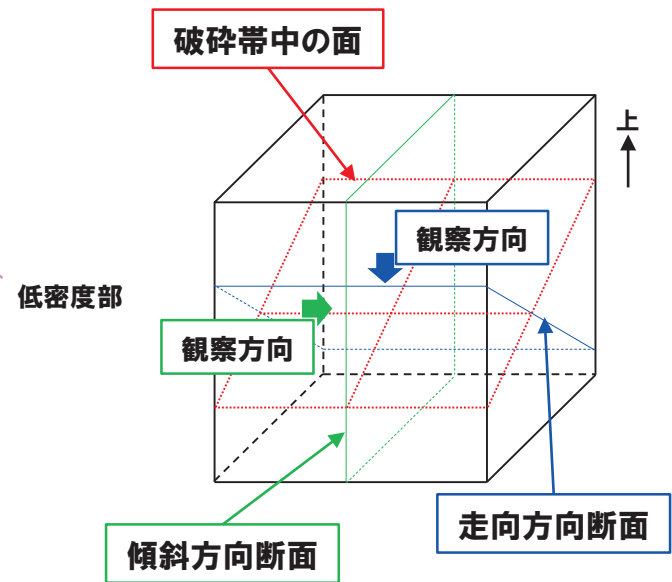 破砕帯中の面
上
観察方向
低密度部
観察方向
走向方向断面
傾斜方向断面